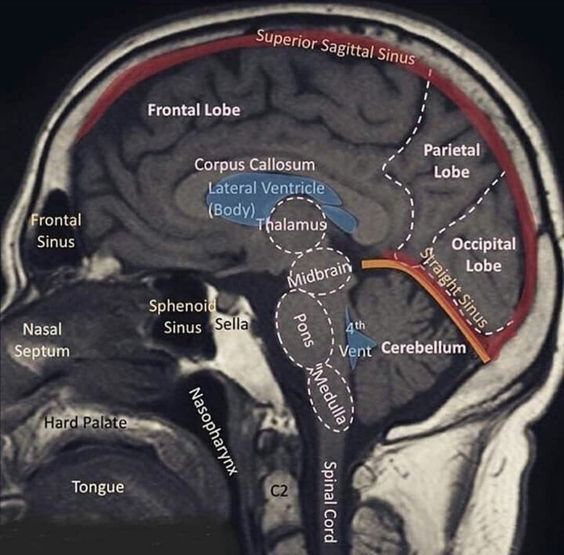 Superior Sagittal Sinus
Frontal Lobe
Parietal
Lobe
Corpus Callosum
Lateral Ventricle
(Body)
Thalamus
Frontal
Sinus
Occipital
Lobe
Straight Sinus
Midbrain
Sphenoid
Sinus
Sella
Nasal
Septum
Pons
4th
Vent
Cerebellum
Medulla
Nasopharynx
Hard Palate
Tongue
C2
Spinal Cord